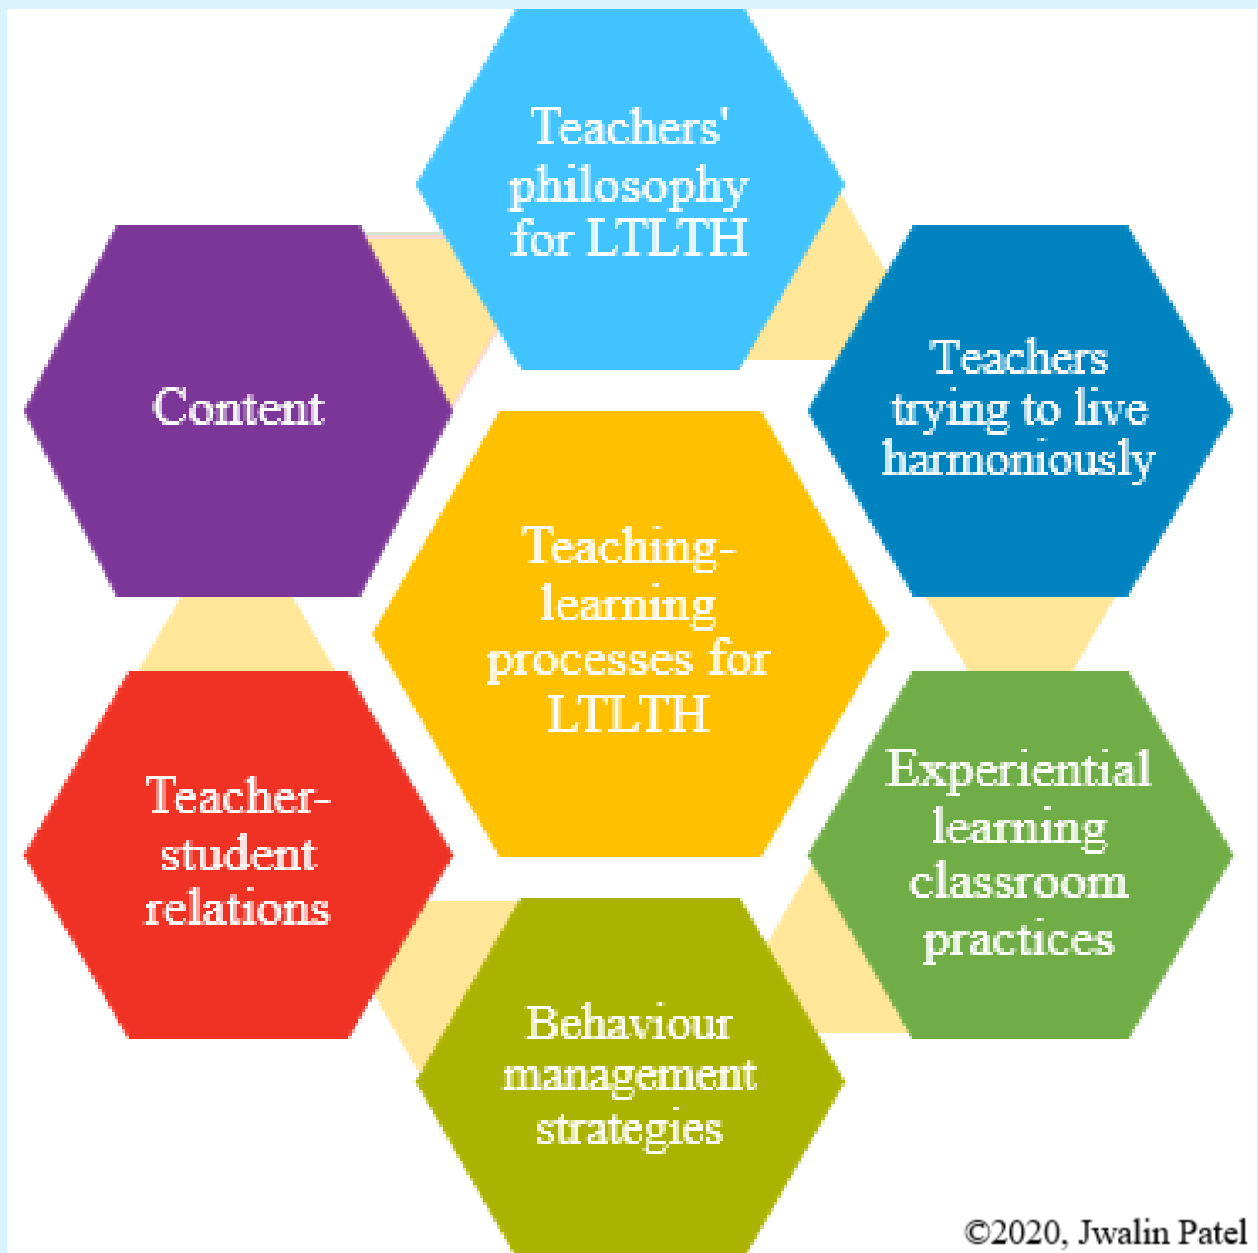 Teachers'
philosophy
for LTLTH
Teachers
trying to live
harmoniously
Experiential
learning
classroom
practices
Behaviour
management
strategies
Teacher-
student
relations
Content
Teaching-
learning
processes for
LTLTH
©2020, Jwalin Patel